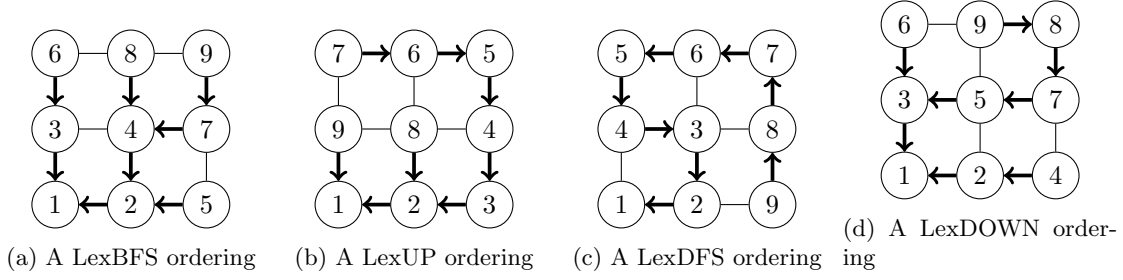 6 8 9
3 4 7
1 2 5
(a) A LexBFS ordering
7 6 5
9 8 4
1 2 3
(b) A LexUP ordering
5 6 7
4 3 8
1 2 9
(c) A LexDFS ordering
6 9 8
3 5 7
1 2 4
(d) A LexDOWN order-
ing